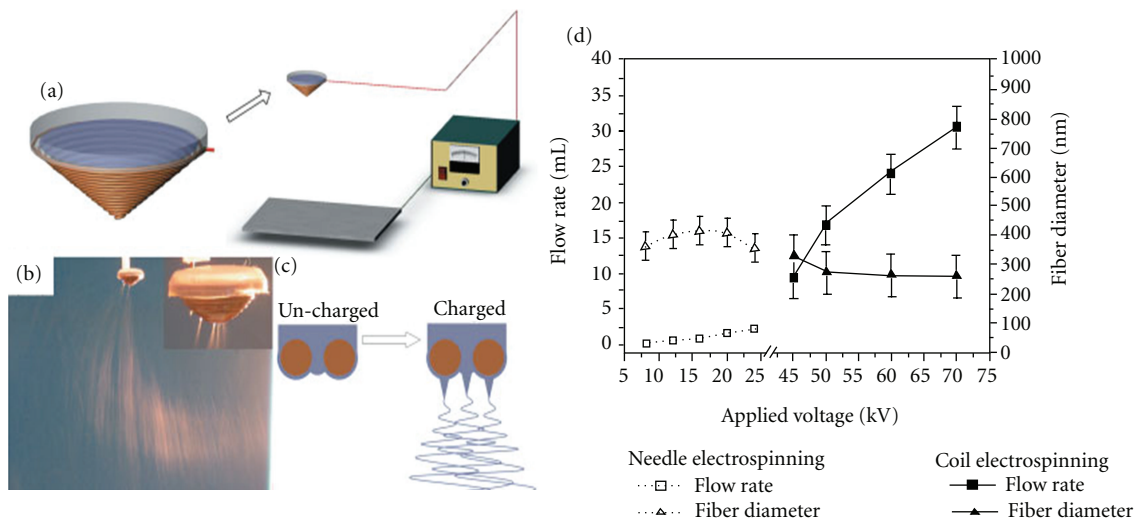 (a)
(b)
(c)
Un-charged
Charged
(d)
40
35
30
25
20
15
10
5
0
Flow rate (mL)
1000
900
800
700
600
500
400
300
200
100
0
Fiber diameter (nm)
5 10 15 20 25 45 50 55 60 65 70 75
Applied voltage (kV)
Needle electrospinning
Flow rate
Fiber diameter
Coil electrospinning
Flow rate
Fiber diameter